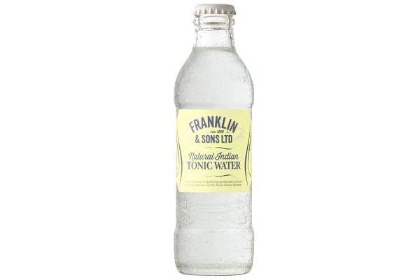 FRANKLIN
& SONS LTD
Natural Indian
TONIC WATER